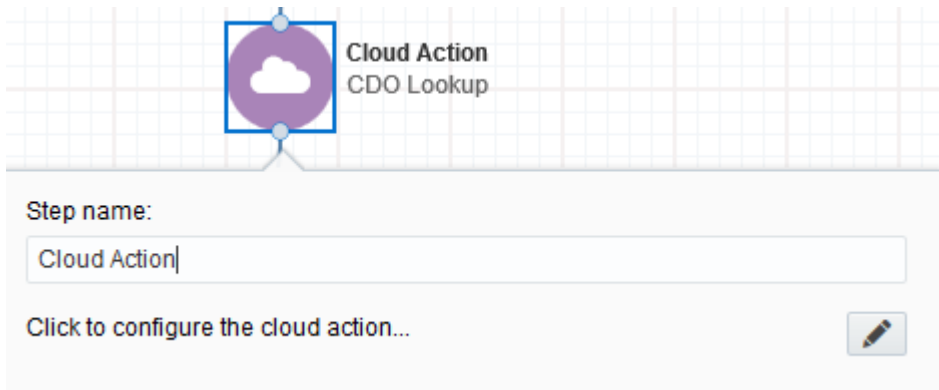 Cloud Action
CDO Lookup
Step name:
Cloud Action
Click to configure the cloud action...